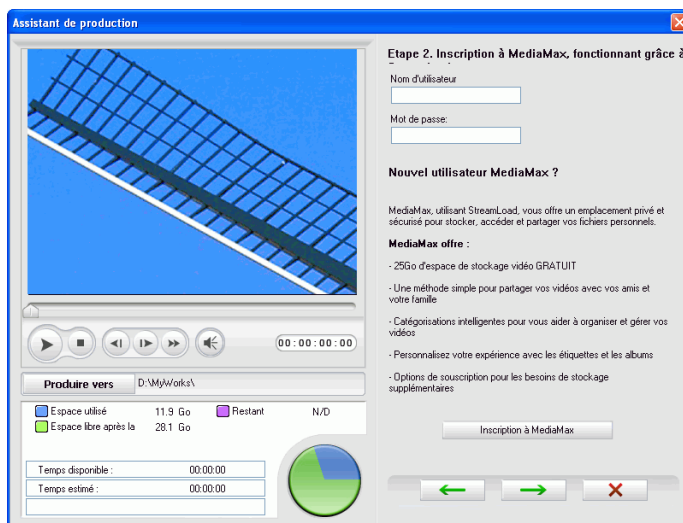 Assistant de production
Etape 2. Inscription à MediaMax, fonctionnant grâce à
Nom d'utilisateur
Mot de passe:
Nouvel utilisateur MediaMax ?
MediaMax, utilisant StreamLoad, vous offre un emplacement privé et
sécurisé pour stocker, accéder et partager vos fichiers personnels.
MediaMax offre :
- 25Go d'espace de stockage vidéo GRATUIT
- Une méthode simple pour partager vos vidéos avec vos amis et
votre famille
- Catégorisations intelligentes pour vous aider à organiser et gérer vos
vidéos
- Personnalisez votre expérience avec les étiquettes et les albums
- Options de souscription pour les besoins de stockage
supplémentaires
Inscription à MediaMax
00:00:00:00
Produire vers D:\MyWorks\
Espace utilisé 11.9 Go Restant N/D
Espace libre après la 28.1 Go
Temps disponible : 00:00:00
Temps estimé : 00:00:00